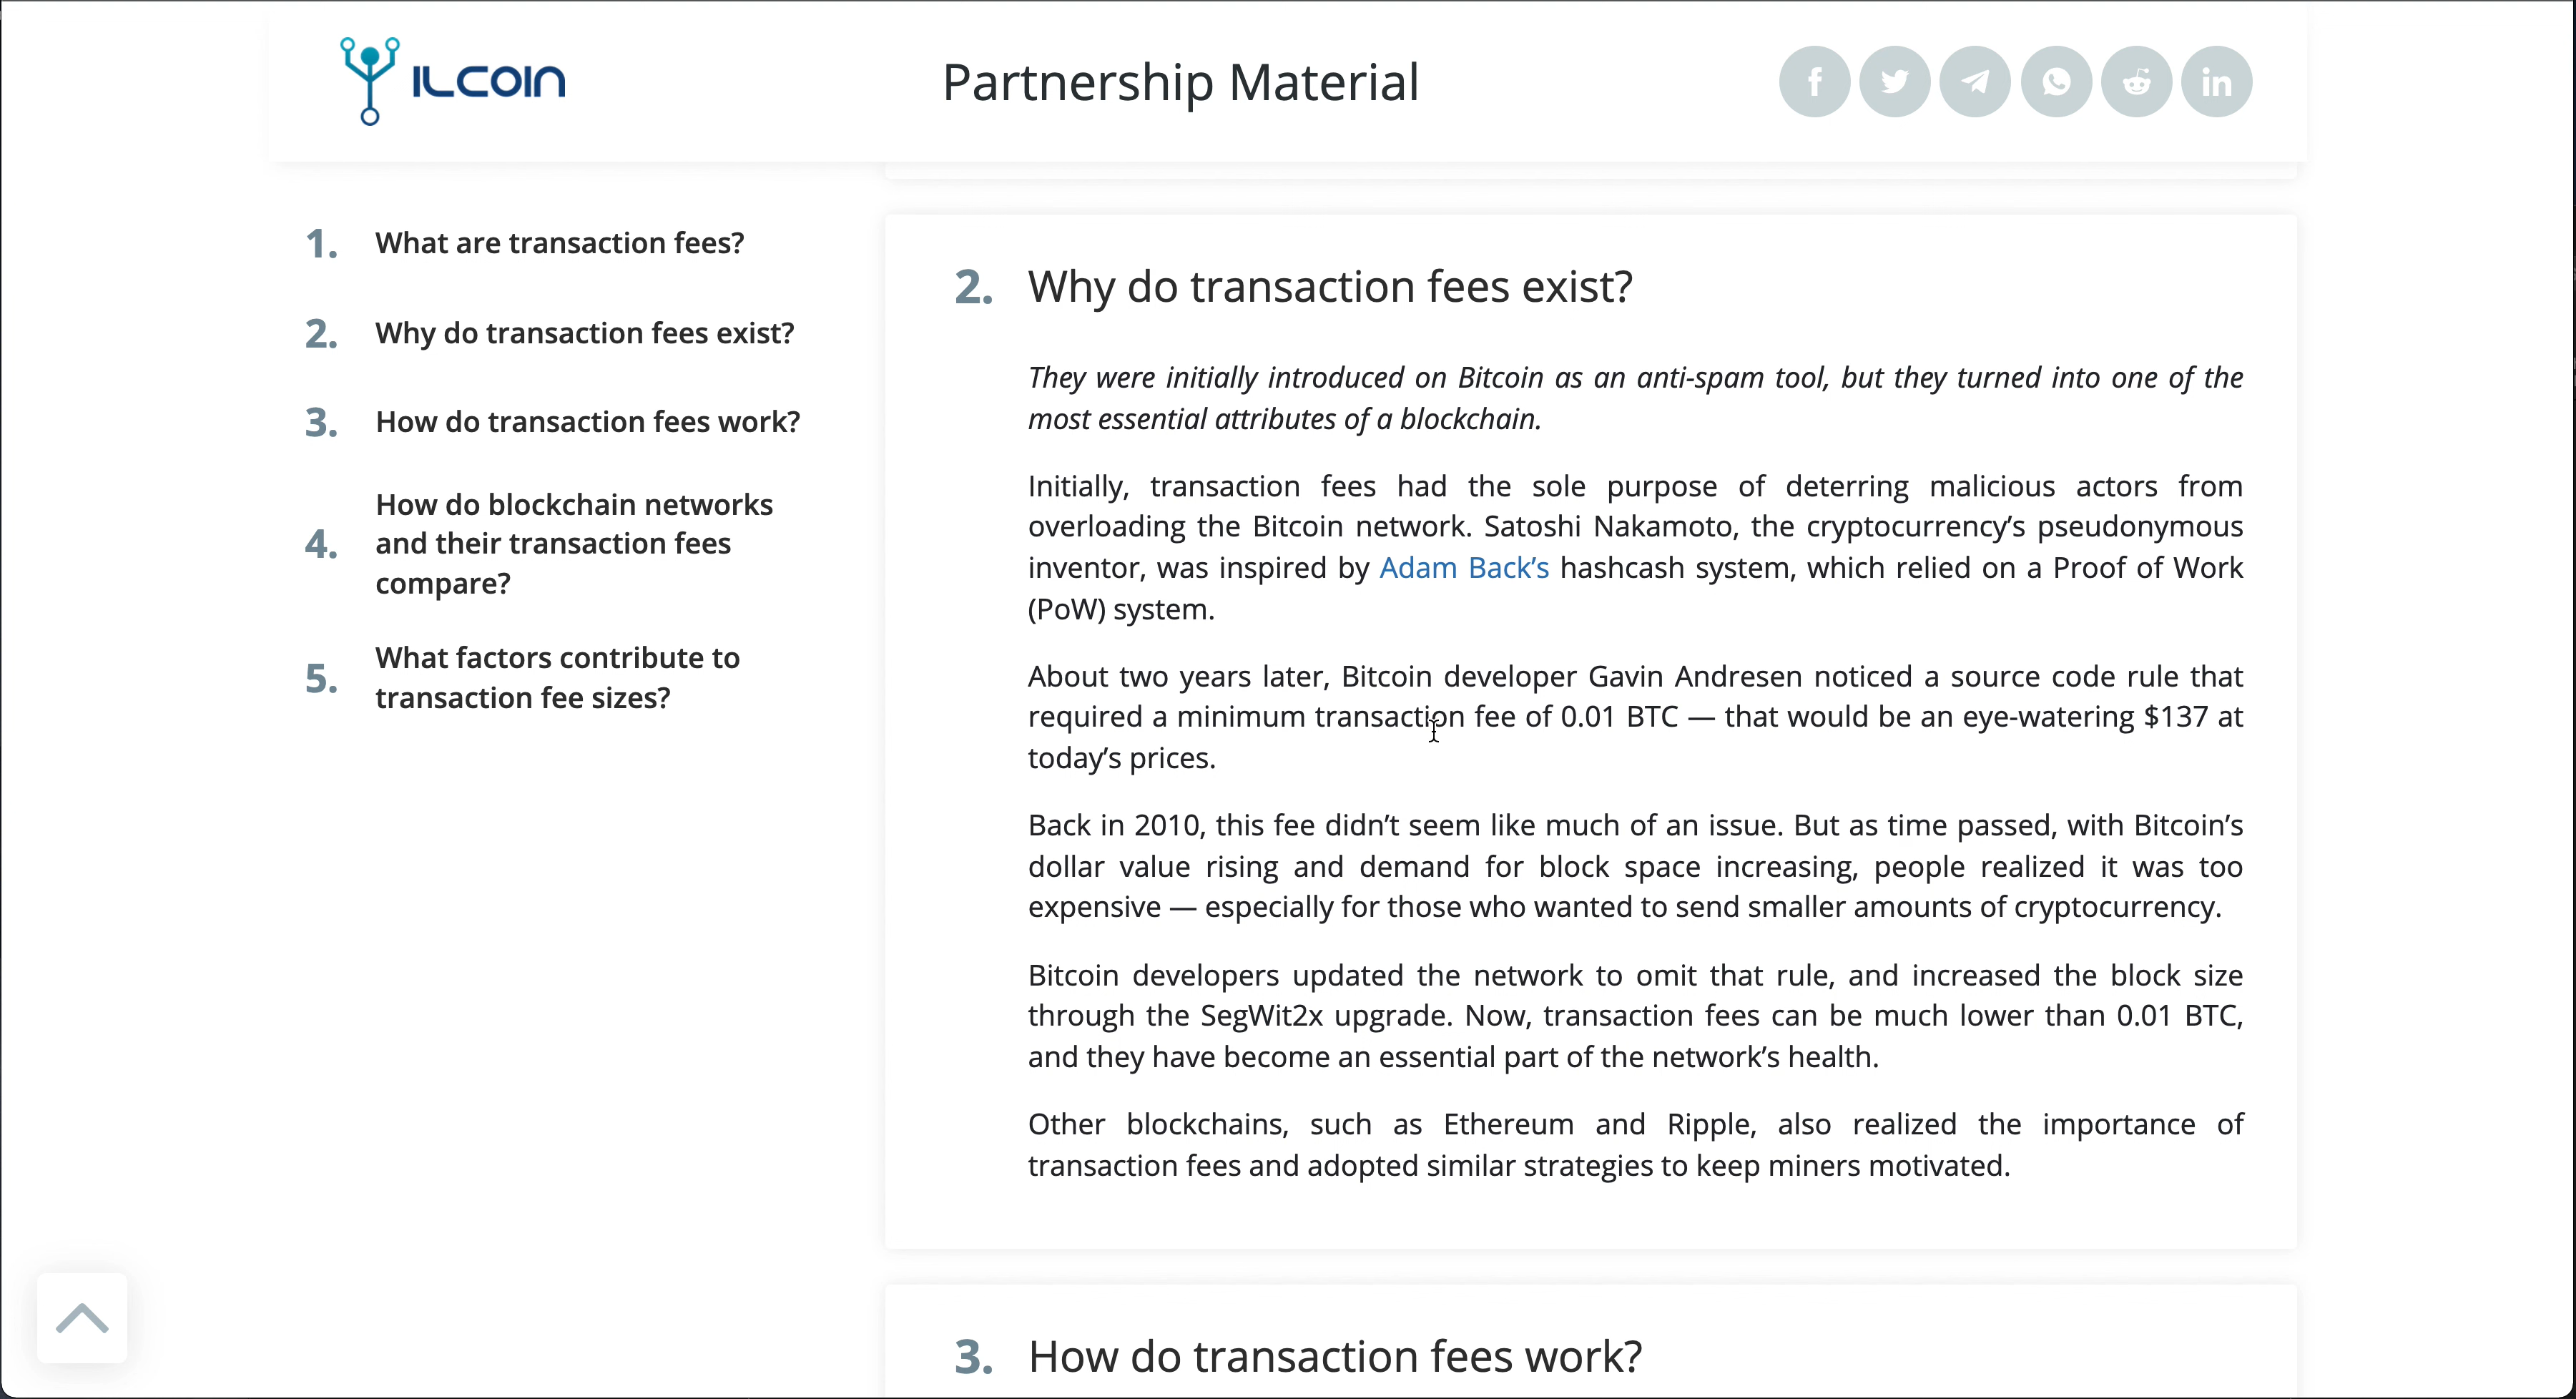 ILCOIN
Partnership Material
1. What are transaction fees?
2. Why do transaction fees exist?
3. How do transaction fees work?
4. How do blockchain networks
and their transaction fees
compare?
5. What factors contribute to
transaction fee sizes?
2. Why do transaction fees exist?
They were initially introduced on Bitcoin as an anti-spam tool, but they turned into one of the
most essential attributes of a blockchain.
Initially, transaction fees had the sole purpose of deterring malicious actors from
overloading the Bitcoin network. Satoshi Nakamoto, the cryptocurrency’s pseudonymous
inventor, was inspired by Adam Back’s hashcash system, which relied on a Proof of Work
(PoW) system.
About two years later, Bitcoin developer Gavin Andresen noticed a source code rule that
required a minimum transaction fee of 0.01 BTC — that would be an eye-watering $137 at
today’s prices.
Back in 2010, this fee didn’t seem like much of an issue. But as time passed, with Bitcoin’s
dollar value rising and demand for block space increasing, people realized it was too
expensive — especially for those who wanted to send smaller amounts of cryptocurrency.
Bitcoin developers updated the network to omit that rule, and increased the block size
through the SegWit2x upgrade. Now, transaction fees can be much lower than 0.01 BTC,
and they have become an essential part of the network’s health.
Other blockchains, such as Ethereum and Ripple, also realized the importance of
transaction fees and adopted similar strategies to keep miners motivated.
3. How do transaction fees work?